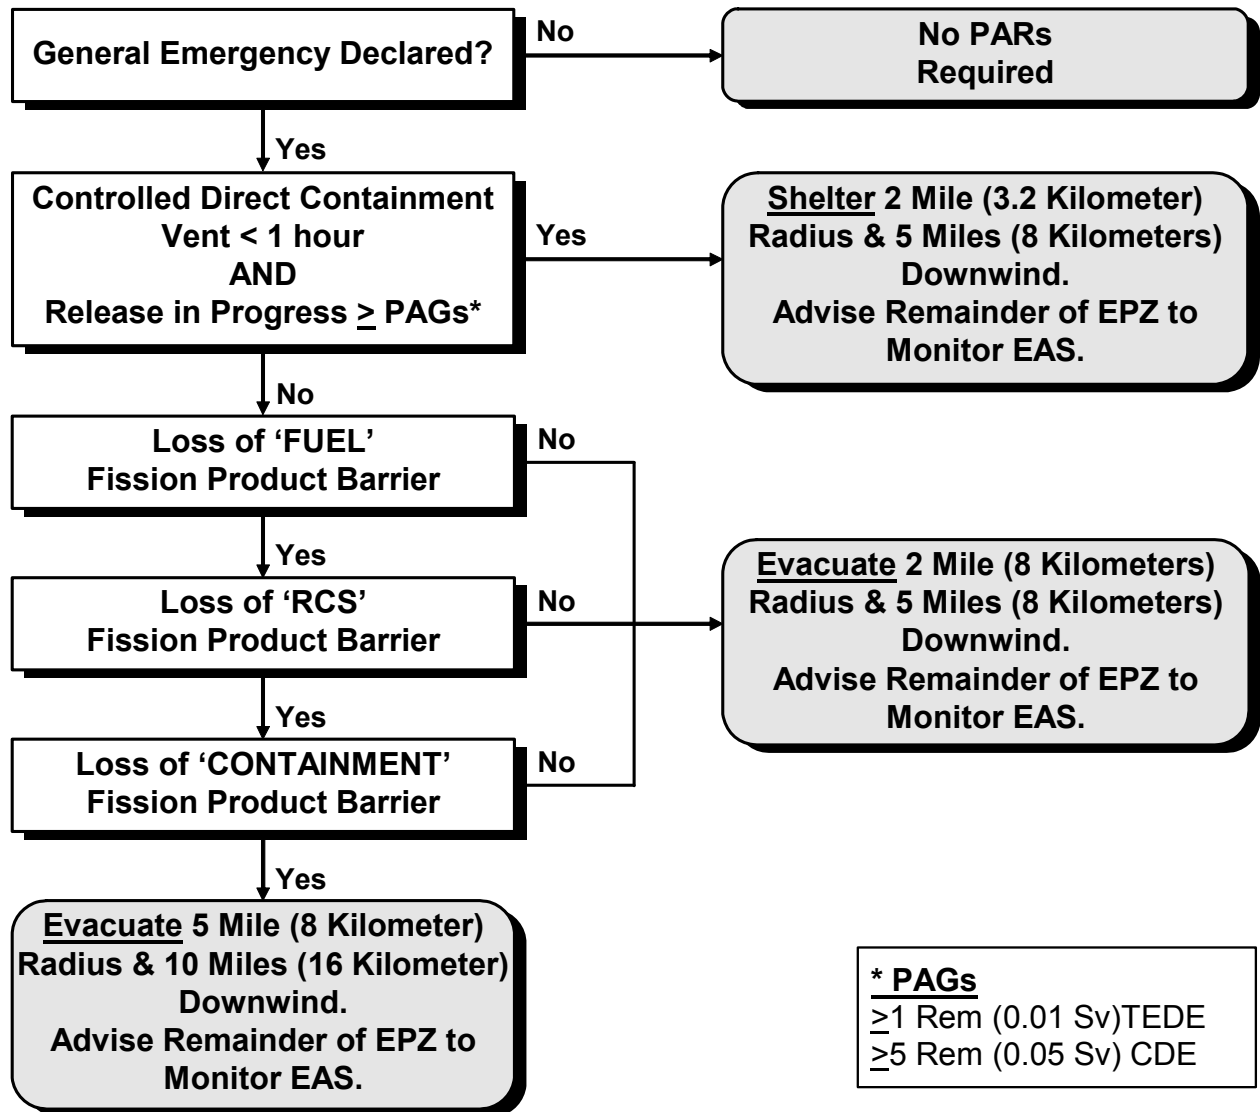 General Emergency Declared?
No
No PARs
Required
Yes
Controlled Direct Containment
Vent < 1 hour
AND
Release in Progress ≥ PAGs*
Yes
Shelter 2 Mile (3.2 Kilometer)
Radius & 5 Miles (8 Kilometers)
Downwind.
Advise Remainder of EPZ to
Monitor EAS.
No
Loss of ‘FUEL’
Fission Product Barrier
No
Yes
Loss of ‘RCS’
Fission Product Barrier
No
Evacuate 2 Mile (8 Kilometers)
Radius & 5 Miles (8 Kilometers)
Downwind.
Advise Remainder of EPZ to
Monitor EAS.
Yes
Loss of ‘CONTAINMENT’
Fission Product Barrier
No
Yes
Evacuate 5 Mile (8 Kilometer)
Radius & 10 Miles (16 Kilometer)
Downwind.
Advise Remainder of EPZ to
Monitor EAS.
* PAGs
≥1 Rem (0.01 Sv)TEDE
≥5 Rem (0.05 Sv) CDE